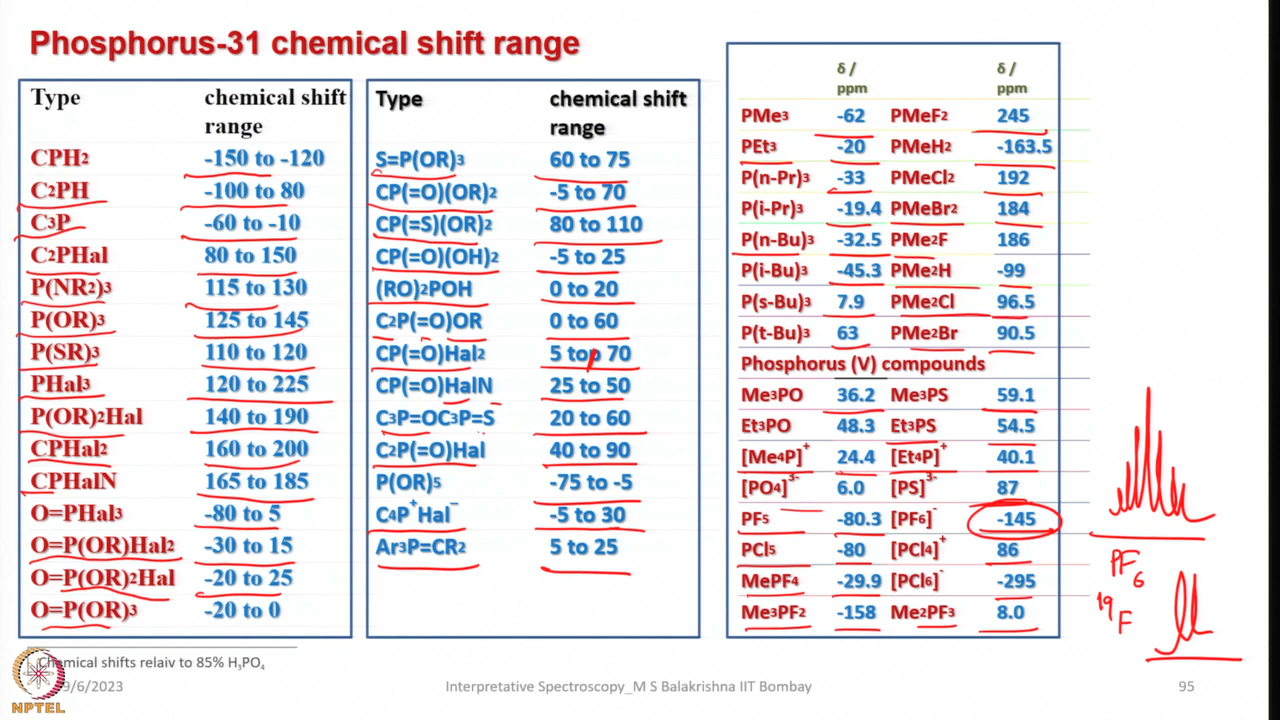 Phosphorus-31 chemical shift range
Type chemical shift range
CPH2 -150 to -120
C2PH -100 to 80
C3P -60 to -10
C2PHal 80 to 150
P(NR2)3 115 to 130
P(OR)3 125 to 145
P(SR)3 110 to 120
PHal3 120 to 225
P(OR)2Hal 140 to 190
CPHal2 160 to 200
CPHalN 165 to 185
O=PHal3 -80 to 5
O=P(OR)Hal2 -30 to 15
O=P(OR)2Hal -20 to 25
O=P(OR)3 -20 to 0
Type chemical shift range
S=P(OR)3 60 to 75
CP(=O)(OR)2 -5 to 70
CP(=S)(OR)2 80 to 110
CP(=O)(OH)2 -5 to 25
(RO)2POH 0 to 20
C2P(=O)OR 0 to 60
CP(=O)Hal2 5 top 70
CP(=O)HalN 25 to 50
C3P=OC3P=S 20 to 60
C2P(=O)Hal 40 to 90
P(OR)5 -75 to -5
C4P+Hal- -5 to 30
Ar3P=CR2 5 to 25
δ / ppm δ / ppm
PMe3 -62 PMeF2 245
PEt3 -20 PMeH2 -163.5
P(n-Pr)3 -33 PMeCl2 192
P(i-Pr)3 -19.4 PMeBr2 184
P(n-Bu)3 -32.5 PMe2F 186
P(i-Bu)3 -45.3 PMe2H -99
P(s-Bu)3 7.9 PMe2Cl 96.5
P(t-Bu)3 63 PMe2Br 90.5
Phosphorus (V) compounds
Me3PO 36.2 Me3PS 59.1
Et3PO 48.3 Et3PS 54.5
[Me4P]+ 24.4 [Et4P]+ 40.1
[PO4]3- 6.0 [PS]3- 87
PF5 -80.3 [PF6]- -145
PCl5 -80 [PCl4]+ 86
MePF4 -29.9 [PCl6]- -295
Me3PF2 -158 Me2PF3 8.0
PF6
19F
Chemical shifts relaiv to 85% H3PO4
9/6/2023 Interpretative Spectroscopy_M S Balakrishna IIT Bombay 95
NPTEL